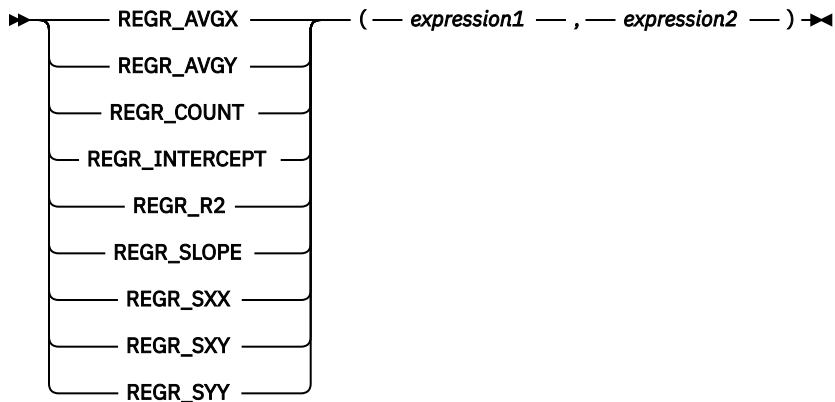 REGR_AVGX ( expression1 , expression2 )
REGR_AVGY
REGR_COUNT
REGR_INTERCEPT
REGR_R2
REGR_SLOPE
REGR_SXX
REGR_SXY
REGR_SYY